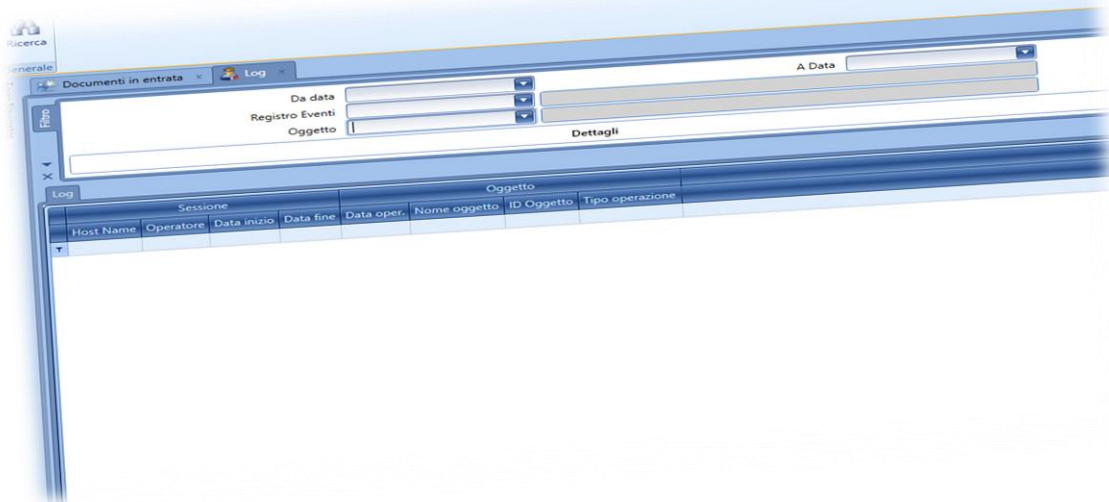 Ricerca
Generale
Documenti in entrata
Log
Filtro
Da data
A Data
Registro Eventi
Oggetto
Dettagli
Log
Sessione
Oggetto
Host Name
Operatore
Data inizio
Data fine
Data oper.
Nome oggetto
ID Oggetto
Tipo operazione